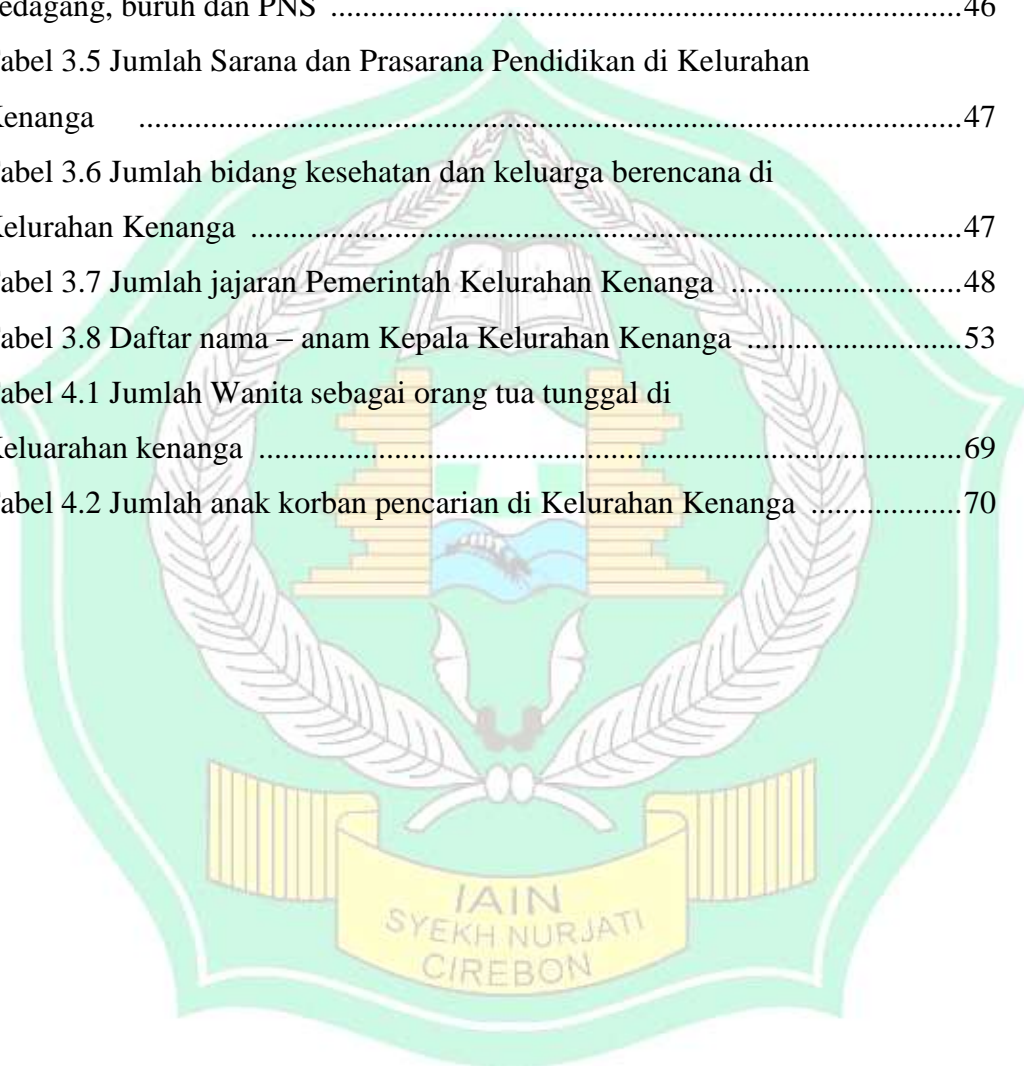 edagang, buruh dan PNS ........................................................................................46
abel 3.5 Jumlah Sarana dan Prasarana Pendidikan di Kelurahan
Kenanga ........................................................................................47
abel 3.6 Jumlah bidang kesehatan dan keluarga berencana di
Kelurahan Kenanga ........................................................................................47
abel 3.7 Jumlah jajaran Pemerintah Kelurahan Kenanga ...........................48
abel 3.8 Daftar nama – anam Kepala Kelurahan Kenanga .........................53
abel 4.1 Jumlah Wanita sebagai orang tua tunggal di
Keluarahan kenanga ........................................................................................69
abel 4.2 Jumlah anak korban pencarian di Kelurahan Kenanga ..................70
IAIN
SYEKH NURJATI
CIREBON